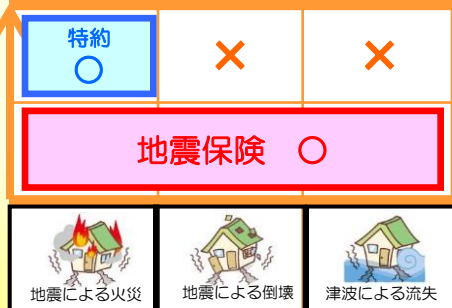 特約
○ × ×
地震保険 ○
地震による火災 地震による倒壊 津波による流失